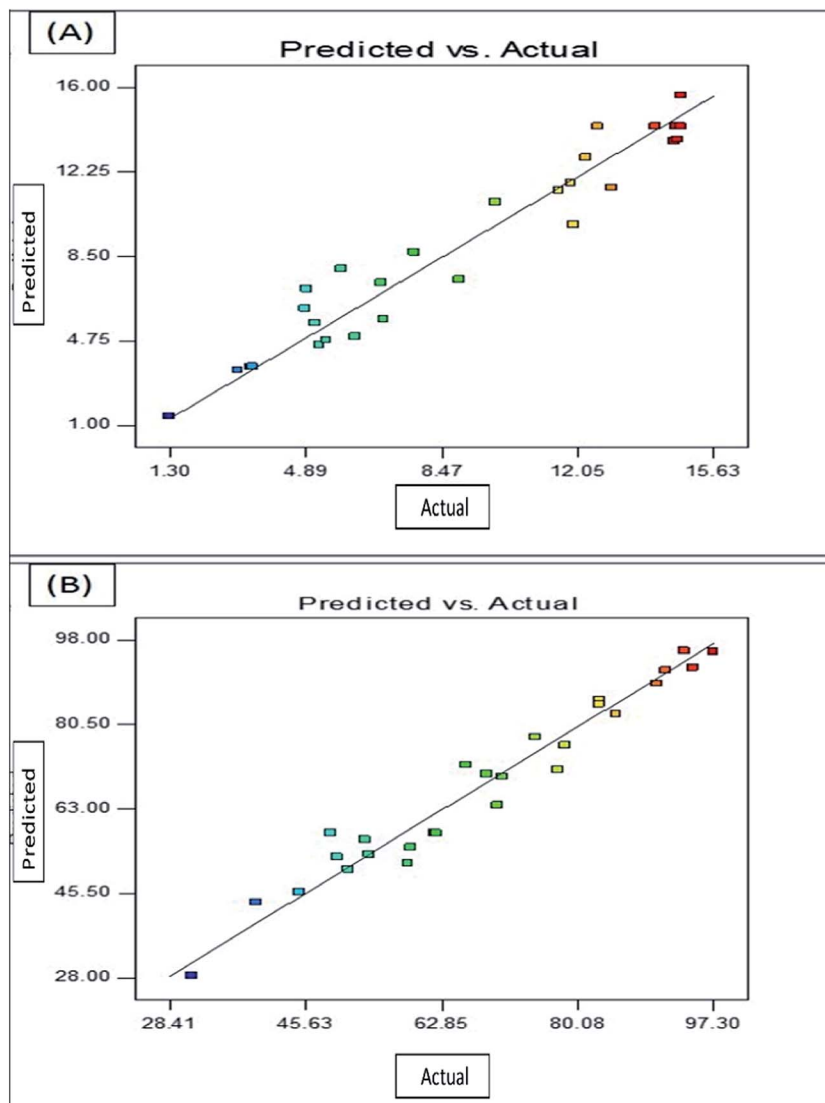 (A)
Predicted vs. Actual
16.00
12.25
8.50
4.75
1.00
Predicted
1.30 4.89 8.47 12.05 15.63
Actual
(B)
Predicted vs. Actual
98.00
80.50
63.00
45.50
28.00
Predicted
28.41 45.63 62.85 80.08 97.30
Actual